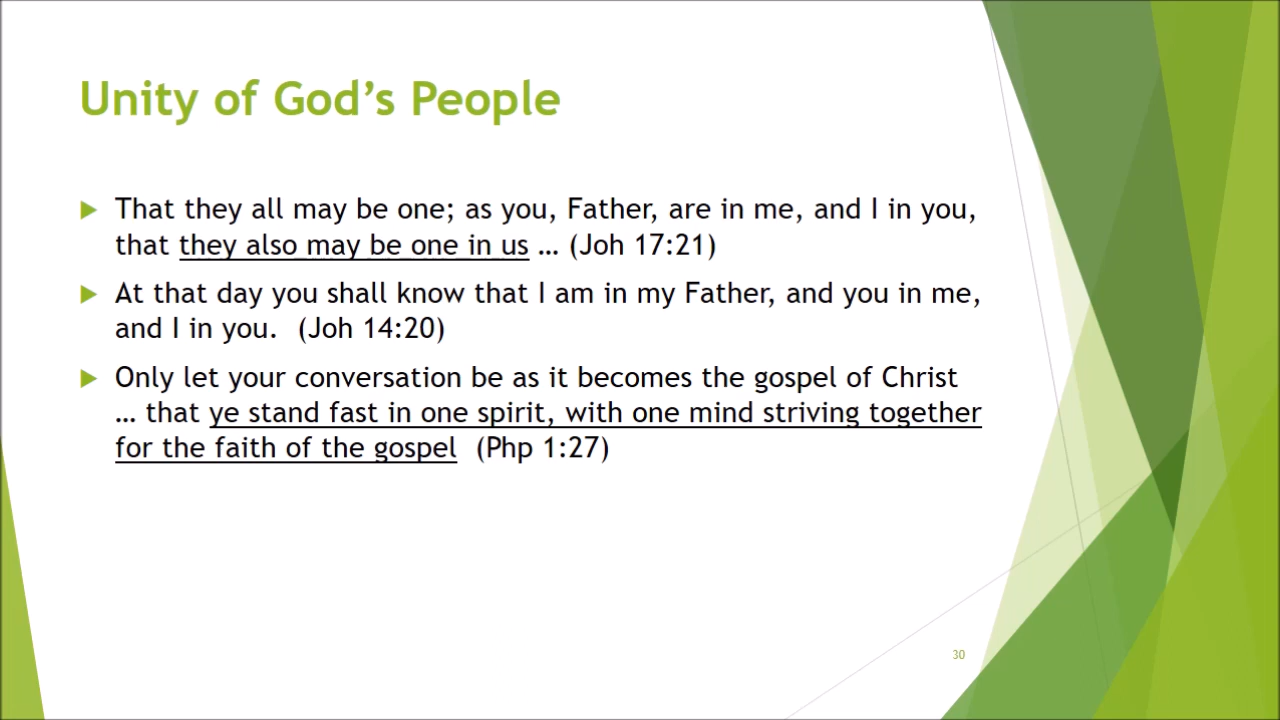 Unity of God’s People
That they all may be one; as you, Father, are in me, and I in you,
that they also may be one in us … (Joh 17:21)
At that day you shall know that I am in my Father, and you in me,
and I in you.  (Joh 14:20)
Only let your conversation be as it becomes the gospel of Christ
… that ye stand fast in one spirit, with one mind striving together
for the faith of the gospel  (Php 1:27)
30